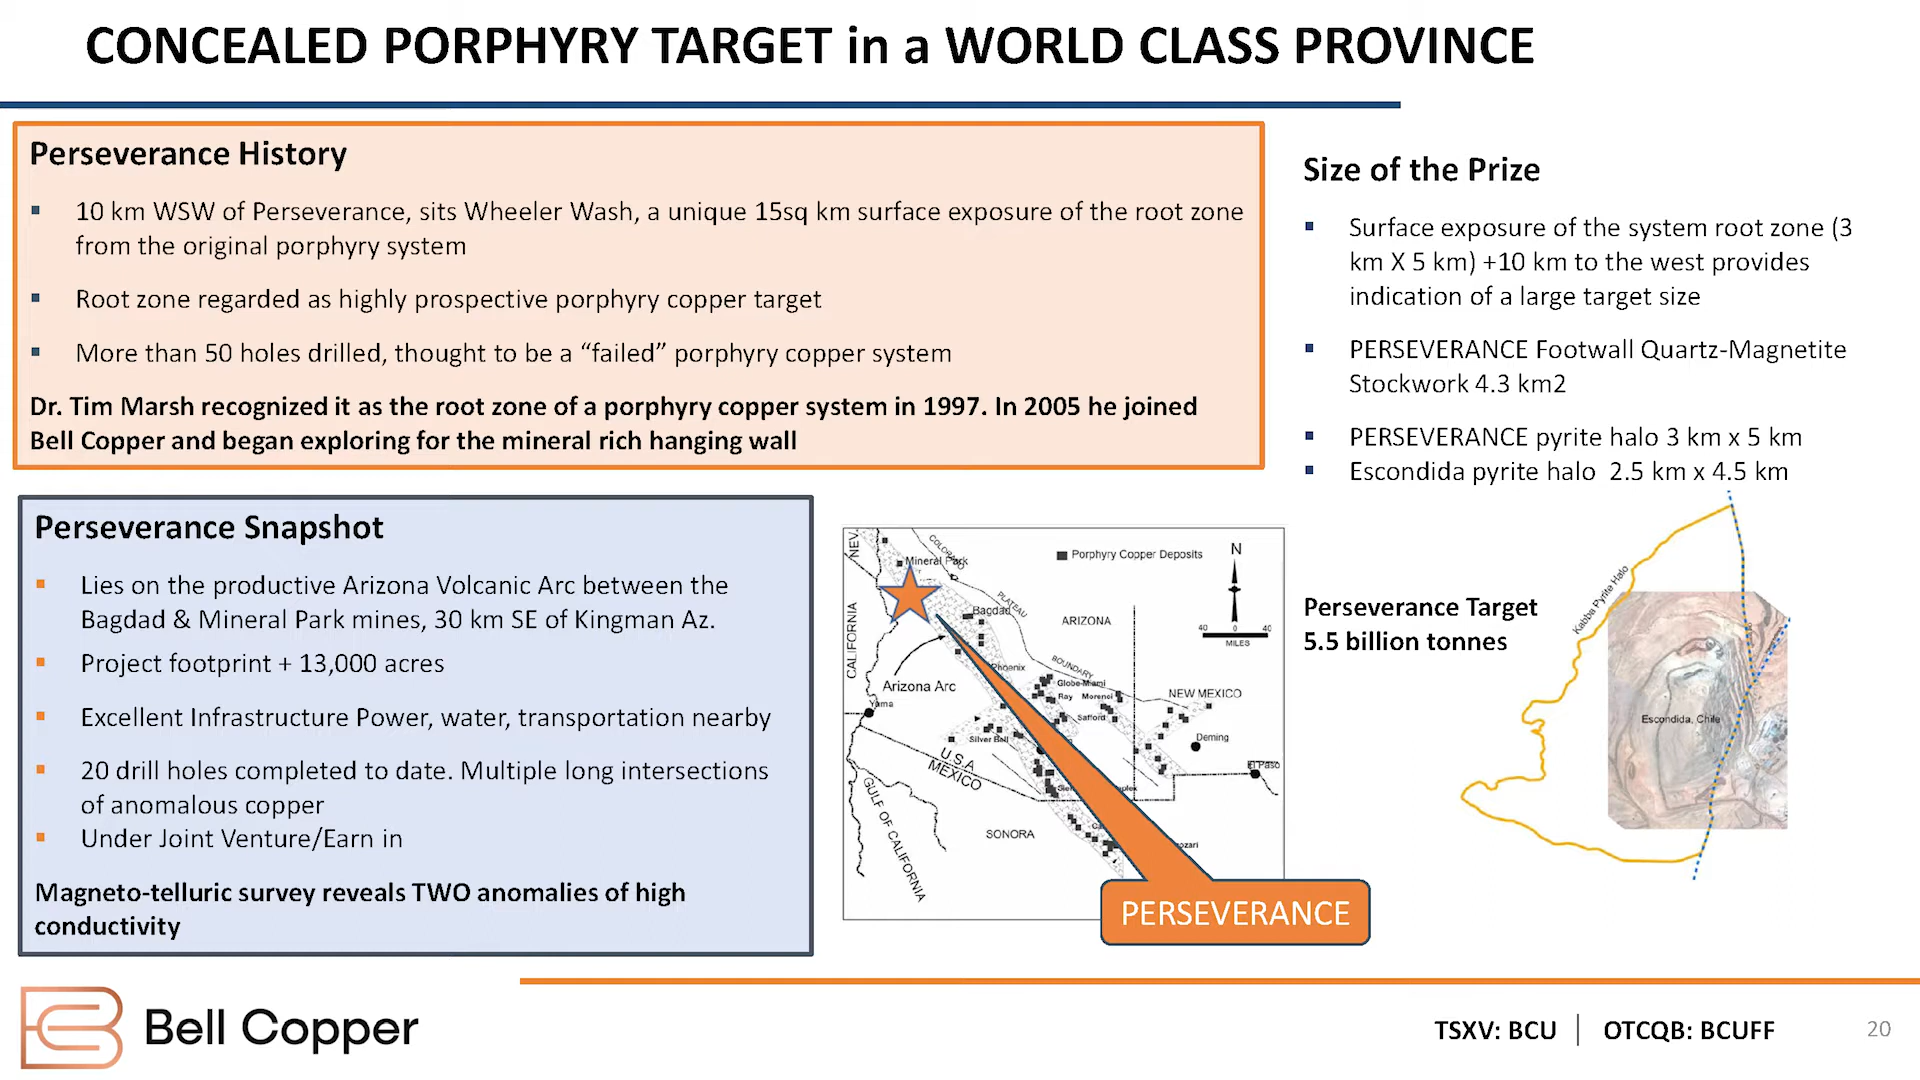 CONCEALED PORPHYRY TARGET in a WORLD CLASS PROVINCE
Perseverance History
10 km WSW of Perseverance, sits Wheeler Wash, a unique 15sq km surface exposure of the root zone
from the original porphyry system
Root zone regarded as highly prospective porphyry copper target
More than 50 holes drilled, thought to be a “failed” porphyry copper system
Dr. Tim Marsh recognized it as the root zone of a porphyry copper system in 1997. In 2005 he joined
Bell Copper and began exploring for the mineral rich hanging wall
Size of the Prize
Surface exposure of the system root zone (3
km X 5 km) +10 km to the west provides
indication of a large target size
PERSEVERANCE Footwall Quartz-Magnetite
Stockwork 4.3 km2
PERSEVERANCE pyrite halo 3 km x 5 km
Escondida pyrite halo 2.5 km x 4.5 km
Perseverance Snapshot
Lies on the productive Arizona Volcanic Arc between the
Bagdad & Mineral Park mines, 30 km SE of Kingman Az.
Project footprint + 13,000 acres
Excellent Infrastructure Power, water, transportation nearby
20 drill holes completed to date. Multiple long intersections
of anomalous copper
Under Joint Venture/Earn in
Magneto-telluric survey reveals TWO anomalies of high
conductivity
NEV.
COLORADO
Mineral Park
Porphyry Copper Deposits
N
PLATEAU
Bagdad
ARIZONA
40 0 40
MILES
CALIFORNIA
BOUNDARY
Phoenix
Globe-Miami
Arizona Arc
Ray
Morenci
NEW MEXICO
Yuma
Safford
Silver Bell
Deming
U.S.A
MEXICO
El Paso
GULF OF CALIFORNIA
SONORA
PERSEVERANCE
Perseverance Target
5.5 billion tonnes
Kabba Pyrite Halo
Escondida, Chile
Bell Copper
TSXV: BCU | OTCQB: BCUFF
20